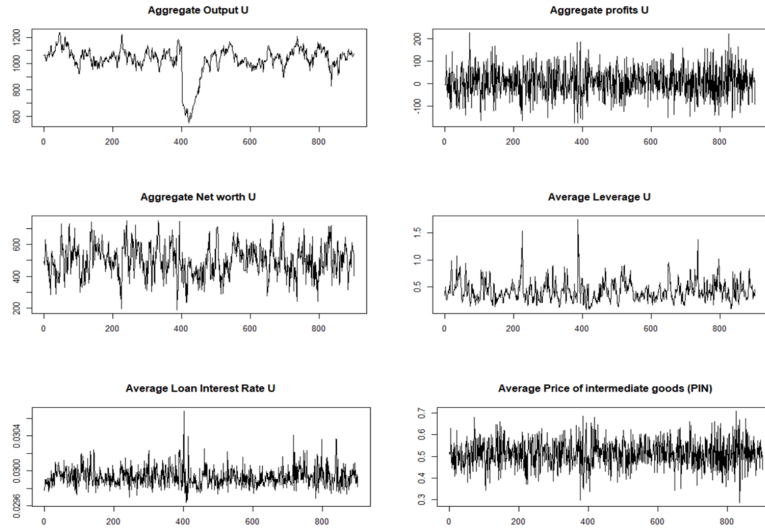 Aggregate Output U
Aggregate profits U
600 800 1000 1200
-100 0 100 200
0 200 400 600 800
0 200 400 600 800
Aggregate Net worth U
Average Leverage U
200 400 600
0.5 1.0 1.5
0 200 400 600 800
0 200 400 600 800
Average Loan Interest Rate U
Average Price of intermediate goods (PIN)
0.0296 0.0300 0.0304
0.3 0.4 0.5 0.6 0.7
0 200 400 600 800
0 200 400 600 800